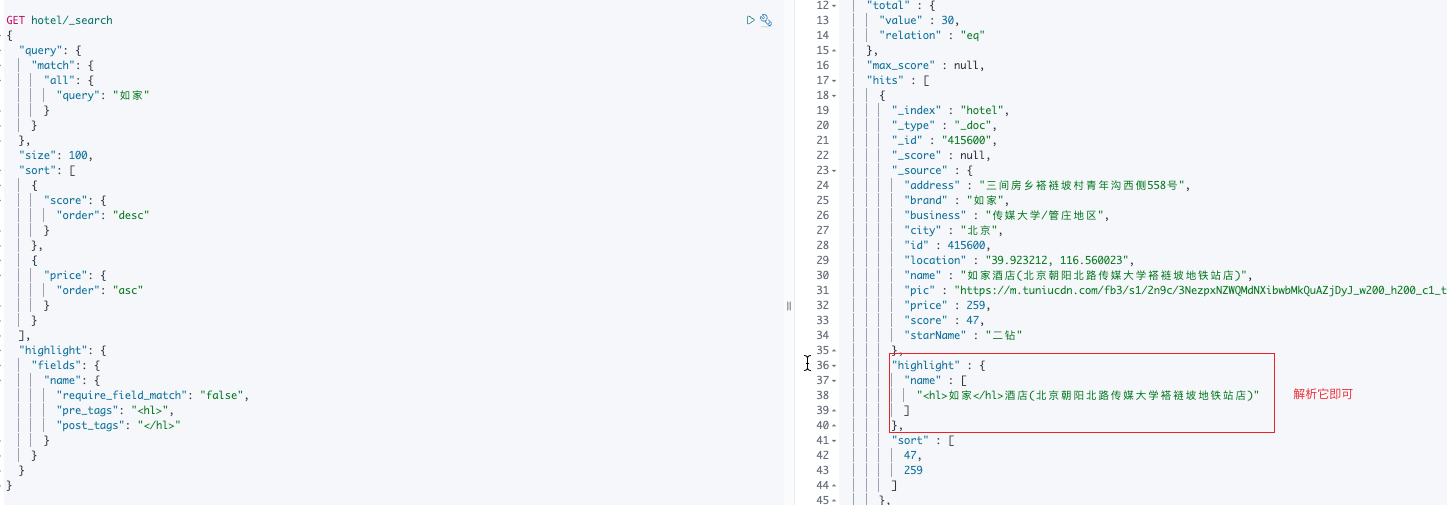 GET hotel/_search
{
  "query": {
    "match": {
      "all": {
        "query": "如家"
      }
    }
  },
  "size": 100,
  "sort": [
    {
      "score": {
        "order": "desc"
      }
    },
    {
      "price": {
        "order": "asc"
      }
    }
  ],
  "highlight": {
    "fields": {
      "name": {
        "require_field_match": "false",
        "pre_tags": "<hl>",
        "post_tags": "</hl>"
      }
    }
  }
}
12 "total" : {
13 "value" : 30,
14 "relation" : "eq"
15 },
16 "max_score" : null,
17 "hits" : [
18 {
19 "_index" : "hotel",
20 "_type" : "_doc",
21 "_id" : "415600",
22 "_score" : null,
23 "_source" : {
24 "address" : "三间房乡褡裢坡村青年沟西侧558号",
25 "brand" : "如家",
26 "business" : "传媒大学/管庄地区",
27 "city" : "北京",
28 "id" : 415600,
29 "location" : "39.923212, 116.560023",
30 "name" : "如家酒店(北京朝阳北路传媒大学褡裢坡地铁站店)",
31 "pic" : "https://m.tuniucdn.com/fb3/s1/2n9c/3NezpxNZWQMdNXibwbMkQuAZjDyJ_w200_h200_c1_t
32 "price" : 259,
33 "score" : 47,
34 "starName" : "二钻"
35 },
36 "highlight" : {
37 "name" : [
38 "<hl>如家</hl>酒店(北京朝阳北路传媒大学褡裢坡地铁站店)"
39 ]
40 },
41 "sort" : [
42 47,
43 259
44 ]
45 },
解析它即可